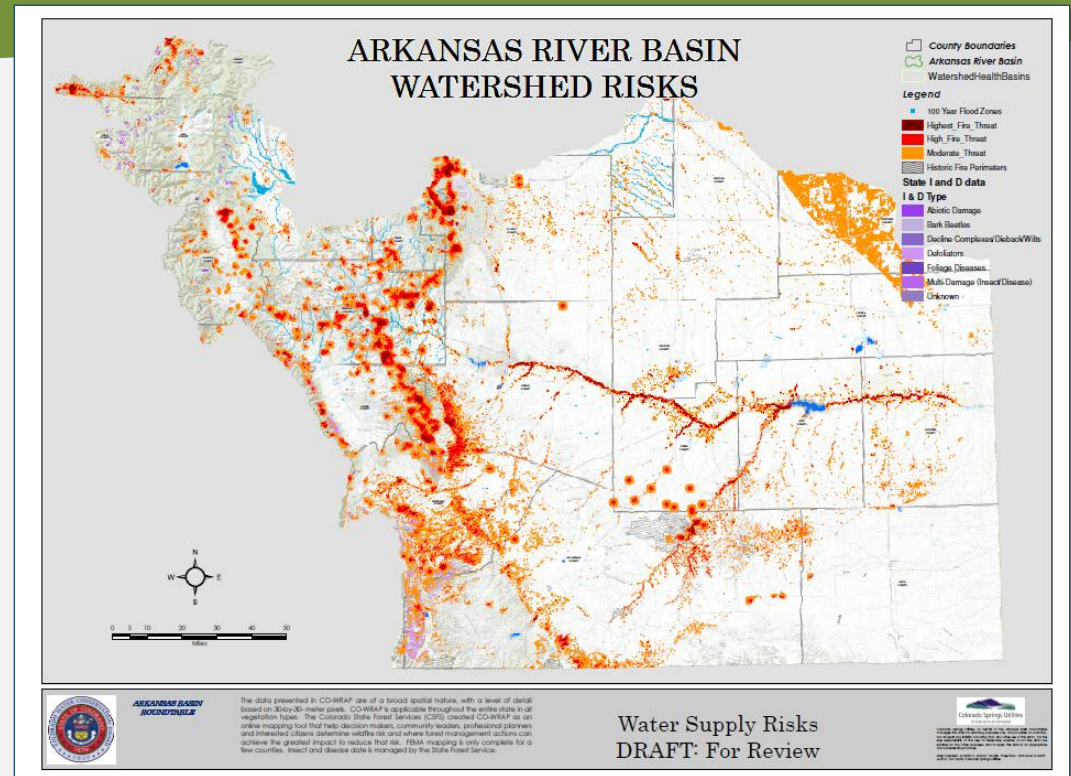 ARKANSAS RIVER BASIN
WATERSHED RISKS
County Boundaries
Arkansas River Basin
WatershedHealthBasins
Legend
100 Year Flood Zones
Highest_Fire_Threat
High_Fire_Threat
Moderate_Threat
Historic Fire Perimeters
State I and D data
I & D Type
Abiotic Damage
Bark Beetles
Decline Complexes/Dieback/Wilts
Defoliators
Foliage Diseases
Multi-Damage (Insect/Disease)
Unknown
N
W E
S
0 5 10 20 30 40 50
Miles
ARKANSAS BASIN
ROUNDTABLE
The data presented in CO-WRAP are of a broad spatial nature, with a level of detail
based on 30-by-30- meter pixels. CO-WRAP is applicable throughout the entire state in all
vegetation types. The Colorado State Forest Services (CSFS) created CO-WRAP as an
online mapping tool that help decision makers, community leaders, professional planners
and interested citizens determine wildfire risk and where forest management actions can
achieve the greatest impact to reduce that risk. FEMA mapping is only complete for a
few counties. Insect and disease date is managed by the State Forest Service.
Water Supply Risks
DRAFT: For Review
Colorado Springs Utilities